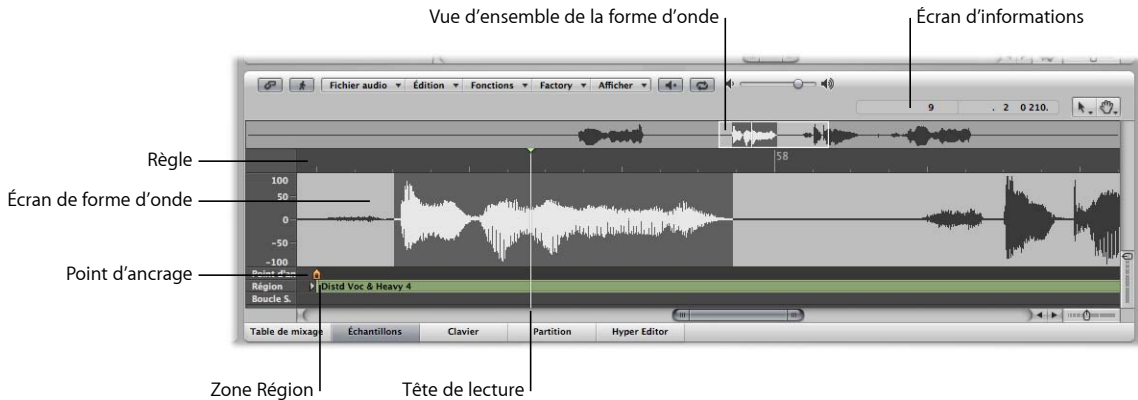 Vue d’ensemble de la forme d’onde
Écran d’informations
Fichier audio Édition Fonctions Factory Afficher
9 . 2 0 210.
Règle
58
Écran de forme d’onde
100
50
0
-50
-100
Point d’ancrage
Point d'an
Région Distd Voc & Heavy 4
Boucle S.
Table de mixage Échantillons Clavier Partition Hyper Editor
Zone Région
Tête de lecture